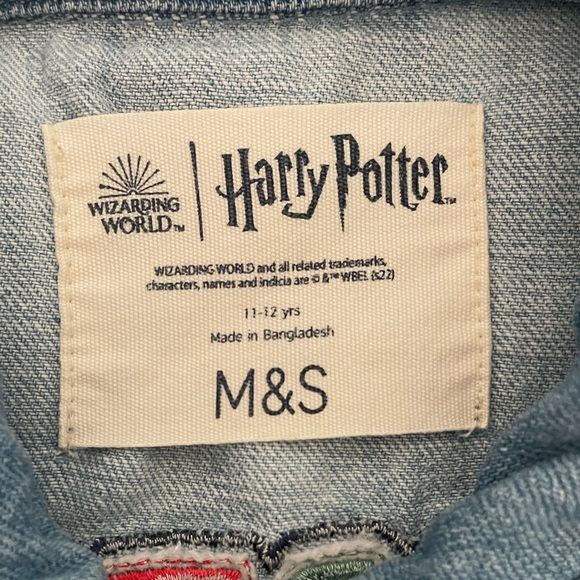 WIZARDING
WORLD™
Harry Potter™
WIZARDING WORLD and all related trademarks,
characters, names and indicia are © &™ WBEI. (s22)
11-12 yrs
Made in Bangladesh
M&S